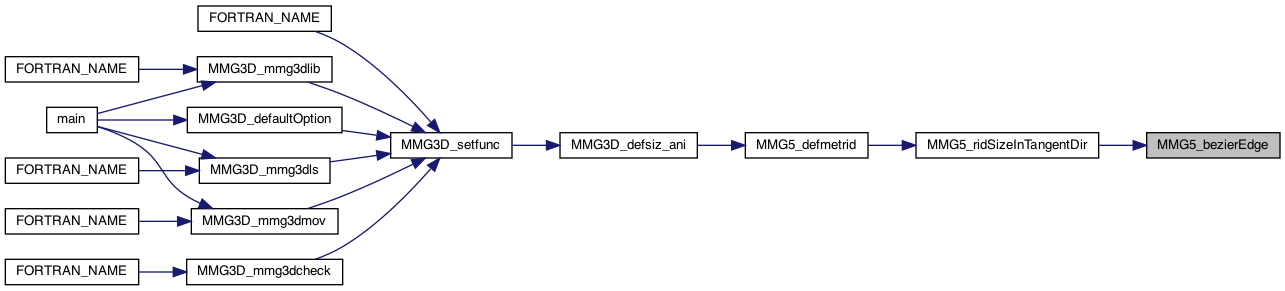 FORTRAN_NAME
FORTRAN_NAME
MMG3D_mmg3dlib
main
MMG3D_defaultOption
MMG3D_setfunc
MMG3D_defsiz_ani
MMG5_defmetrid
MMG5_ridSizeInTangentDir
MMG5_bezierEdge
FORTRAN_NAME
MMG3D_mmg3dls
FORTRAN_NAME
MMG3D_mmg3dmov
FORTRAN_NAME
MMG3D_mmg3dcheck